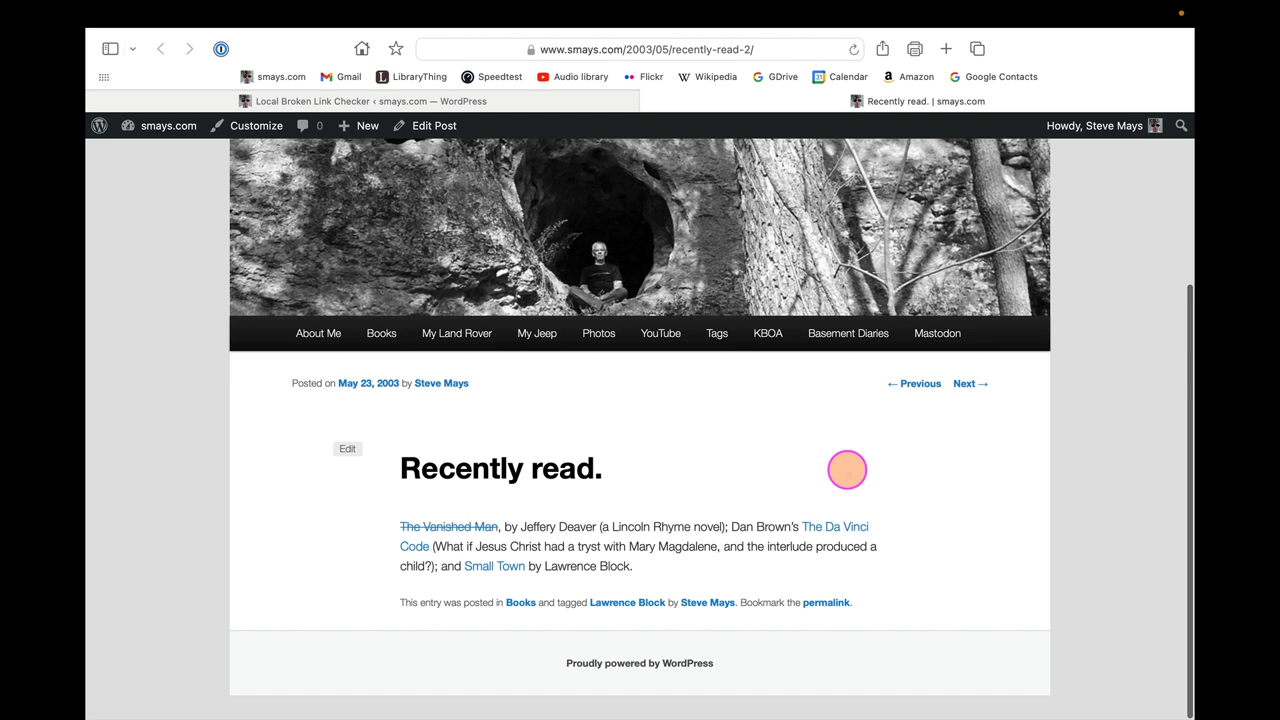 www.smays.com/2003/05/recently-read-2/
smays.com Gmail LibraryThing Speedtest Audio library Flickr Wikipedia GDrive Calendar Amazon Google Contacts
Local Broken Link Checker ‹ smays.com — WordPress Recently read. | smays.com
smays.com Customize 0 New Edit Post Howdy, Steve Mays
About Me Books My Land Rover My Jeep Photos YouTube Tags KBOA Basement Diaries Mastodon
Posted on May 23, 2003 by Steve Mays ← Previous Next →
Edit
Recently read.
The Vanished Man, by Jeffery Deaver (a Lincoln Rhyme novel); Dan Brown's The Da Vinci
Code (What if Jesus Christ had a tryst with Mary Magdalene, and the interlude produced a
child?); and Small Town by Lawrence Block.
This entry was posted in Books and tagged Lawrence Block by Steve Mays. Bookmark the permalink.
Proudly powered by WordPress